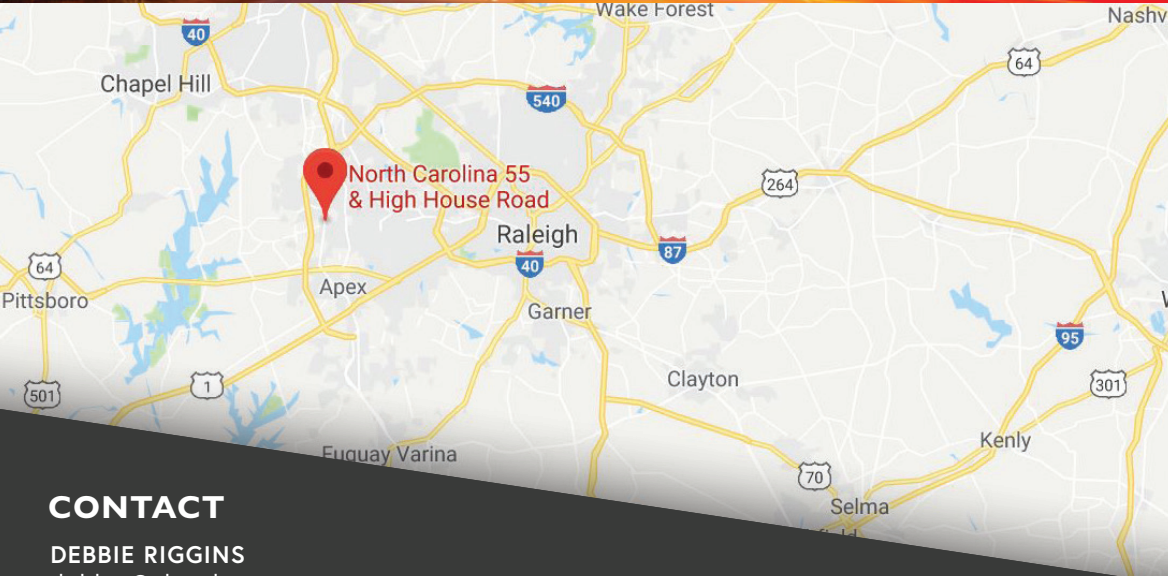 Wake Forest
40
64
Chapel Hill
540
North Carolina 55
& High House Road
264
Raleigh
87
40
64
Apex
Pittsboro
Garner
95
Clayton
1
301
501
Kenly
Fuquay Varina
70
Selma
CONTACT
DEBBIE RIGGINS